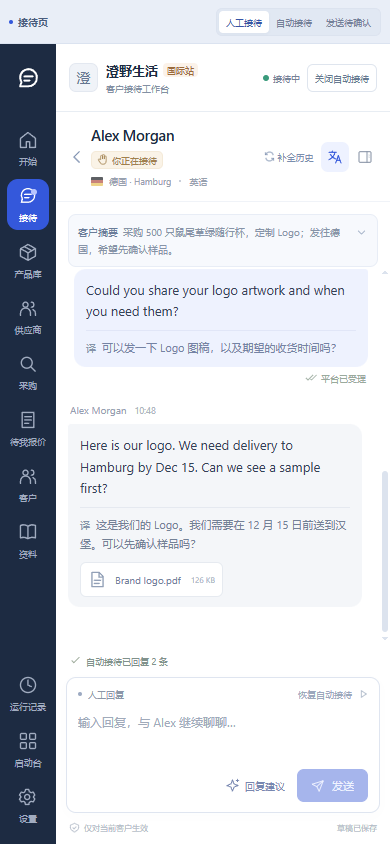 接待页
人工接待
自动接待
发送待确认
澄
澄野生活 国际站
客户接待工作台
接待中
关闭自动接待
开始
接待
产品库
供应商
采购
待我报价
客户
资料
运行记录
启动台
设置
Alex Morgan
你正在接待
德国 · Hamburg · 英语
补全历史
客户摘要 采购 500 只鼠尾草绿随行杯，定制 Logo；发往德
国，希望先确认样品。
Could you share your logo artwork and when
you need them?
译 可以发一下 Logo 图稿，以及期望的收货时间吗？
平台已受理
Alex Morgan 10:48
Here is our logo. We need delivery to
Hamburg by Dec 15. Can we see a sample
first?
译 这是我们的 Logo。我们需要在 12 月 15 日前送到汉
堡。可以先确认样品吗？
Brand logo.pdf 126 KB
自动接待已回复 2 条
人工回复
恢复自动接待
输入回复，与 Alex 继续聊聊...
回复建议
发送
仅对当前客户生效
草稿已保存